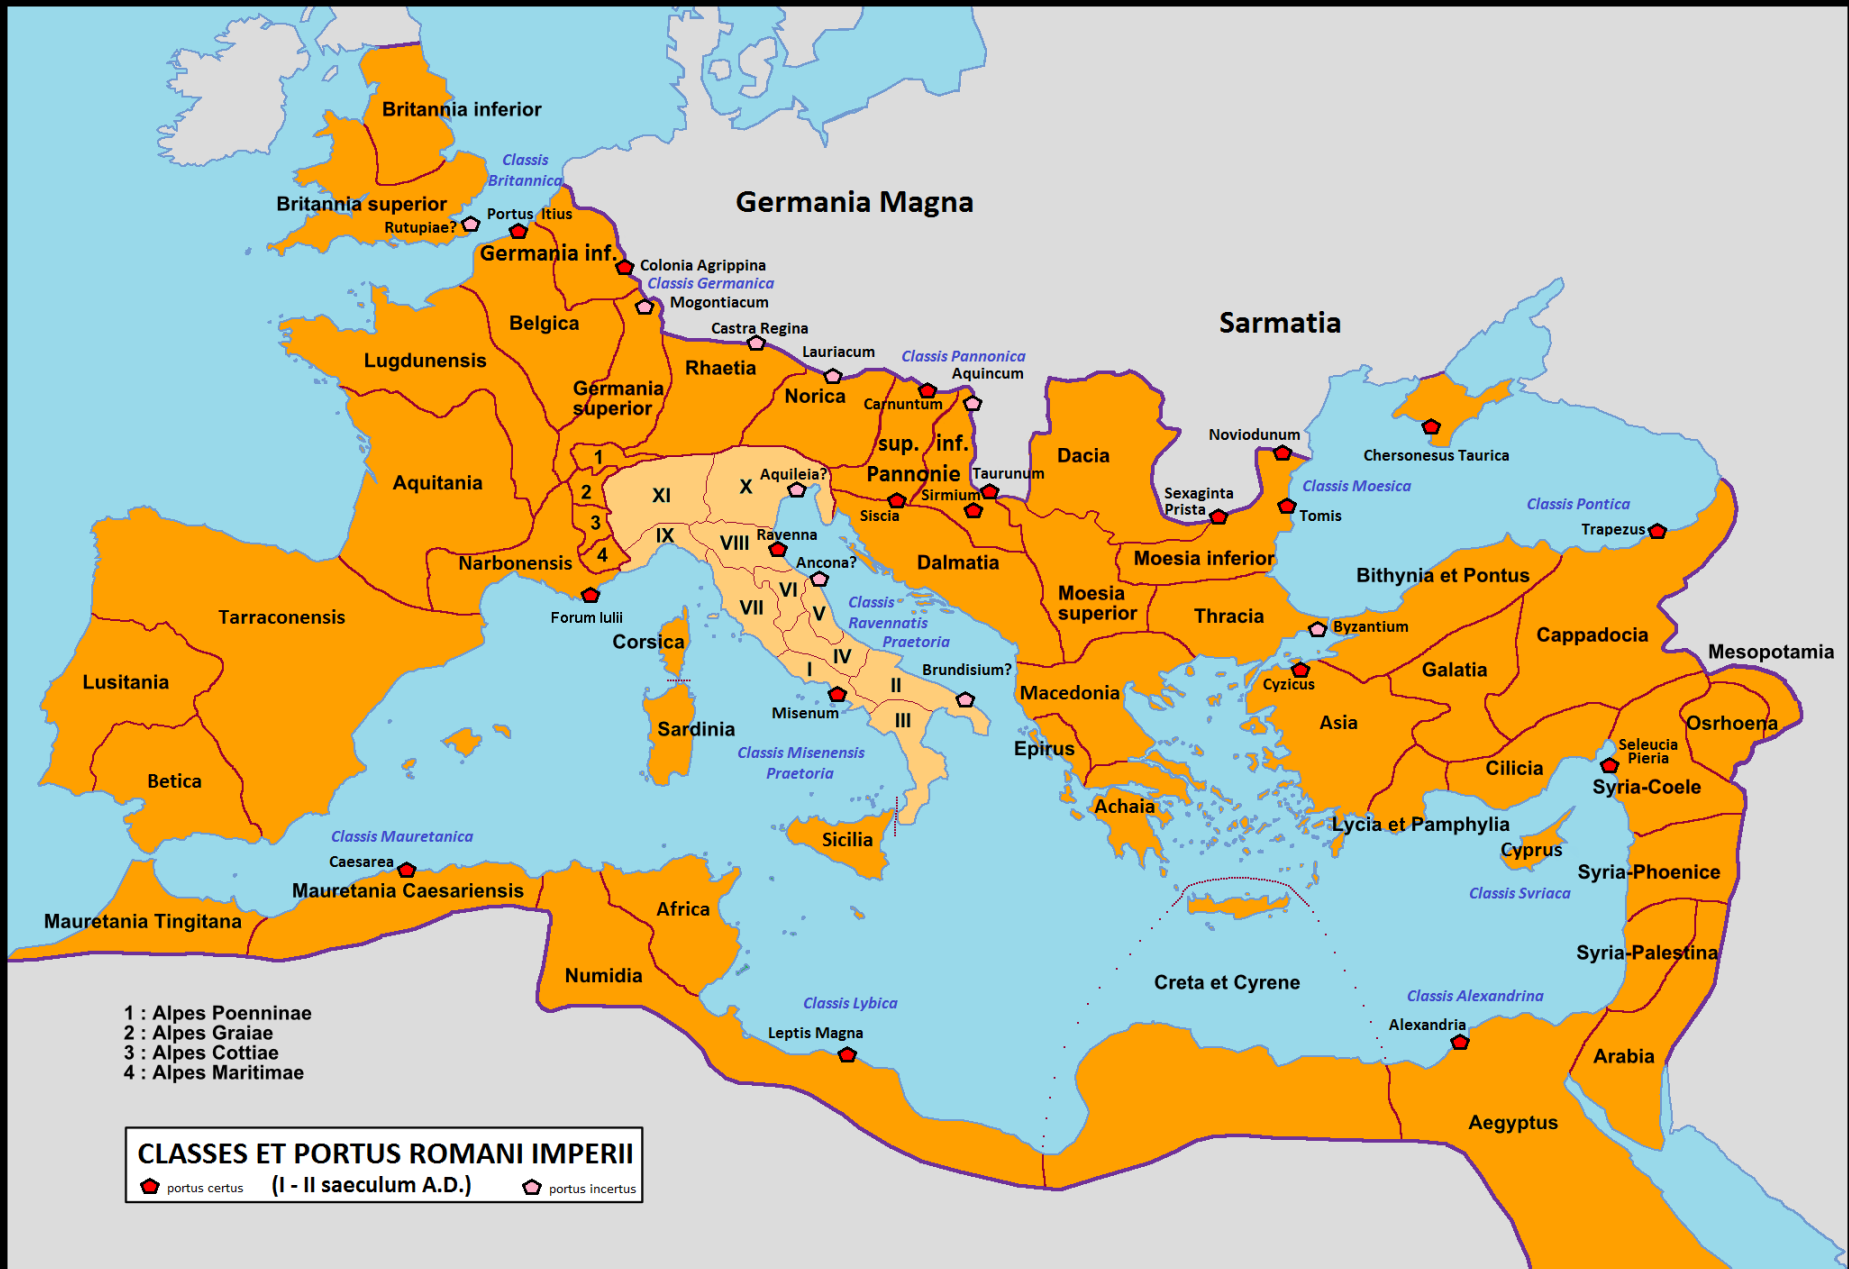 Britannia inferior
Classis
Britannica
Britannia superior
Rutupiae?
Portus Itius
Germania Magna
Germania inf.
Colonia Agrippina
Classis Germanica
Mogontiacum
Belgica
Castra Regina
Sarmatia
Lugdunensis
Rhaetia
Lauriacum
Classis Pannonica
Aquincum
Germania
superior
Norica
Carnuntum
sup.
inf.
Pannonie
Dacia
Noviodunum
Chersonesus Taurica
Aquitania
1
2
3
4
XI
X
Aquileia?
Taurunum
Sirmium
Siscia
Sexaginta
Prista
Classis Moesica
Tomis
Classis Pontica
Trapezus
IX
VIII
Ravenna
Narbonensis
Ancona?
Dalmatia
Moesia inferior
Bithynia et Pontus
Tarraconensis
Forum Iulii
VI
VII
V
Classis
Ravennatis
Praetoria
Moesia
superior
Thracia
Byzantium
Cappadocia
Corsica
IV
I
II
III
Brundisium?
Galatia
Mesopotamia
Lusitania
Misenum
Macedonia
Cyzicus
Asia
Osrhoena
Sardinia
Classis Misenensis
Praetoria
Epirus
Seleucia
Pieria
Cilicia
Syria-Coele
Betica
Achaia
Lycia et Pamphylia
Cyprus
Sicilia
Classis Mauretanica
Caesarea
Mauretania Caesariensis
Syria-Phoenice
Classis Svriaca
Mauretania Tingitana
Africa
Numidia
Syria-Palestina
Creta et Cyrene
Classis Lybica
Leptis Magna
Classis Alexandrina
Alexandria
Arabia
Aegyptus
1 : Alpes Poenninae
2 : Alpes Graiae
3 : Alpes Cottiae
4 : Alpes Maritimae
CLASSES ET PORTUS ROMANI IMPERII
portus certus (I - II saeculum A.D.) portus incertus